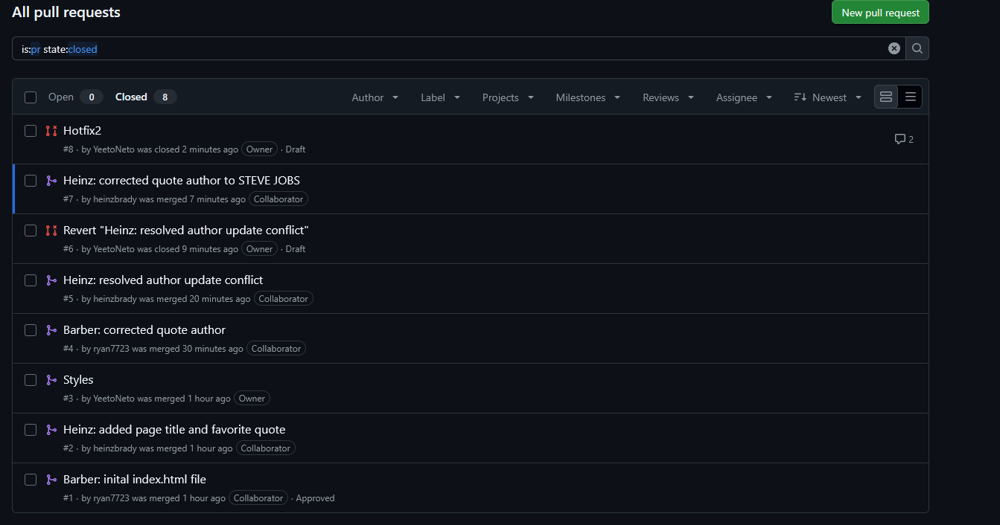 All pull requests
New pull request
is:pr state:closed
Open 0 Closed 8 Author Label Projects Milestones Reviews Assignee Newest
Hotfix2
#8 · by YeetoNeto was closed 2 minutes ago Owner · Draft
2
Heinz: corrected quote author to STEVE JOBS
#7 · by heinzbrady was merged 7 minutes ago Collaborator
Revert "Heinz: resolved author update conflict"
#6 · by YeetoNeto was closed 9 minutes ago Owner · Draft
Heinz: resolved author update conflict
#5 · by heinzbrady was merged 20 minutes ago Collaborator
Barber: corrected quote author
#4 · by ryan7723 was merged 30 minutes ago Collaborator
Styles
#3 · by YeetoNeto was merged 1 hour ago Owner
Heinz: added page title and favorite quote
#2 · by heinzbrady was merged 1 hour ago Collaborator
Barber: inital index.html file
#1 · by ryan7723 was merged 1 hour ago Collaborator · Approved